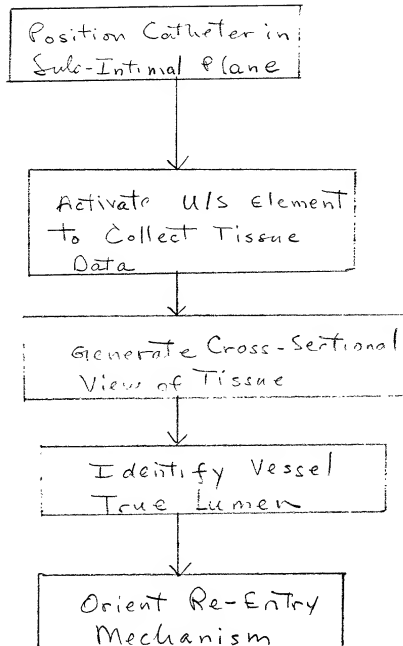 Position Catheter in
Sub-Intimal Plane
Activate U/S Element
to Collect Tissue
Data
Generate Cross-Sectional
View of Tissue
Identify Vessel
True Lumen
Orient Re-Entry
Mechanism